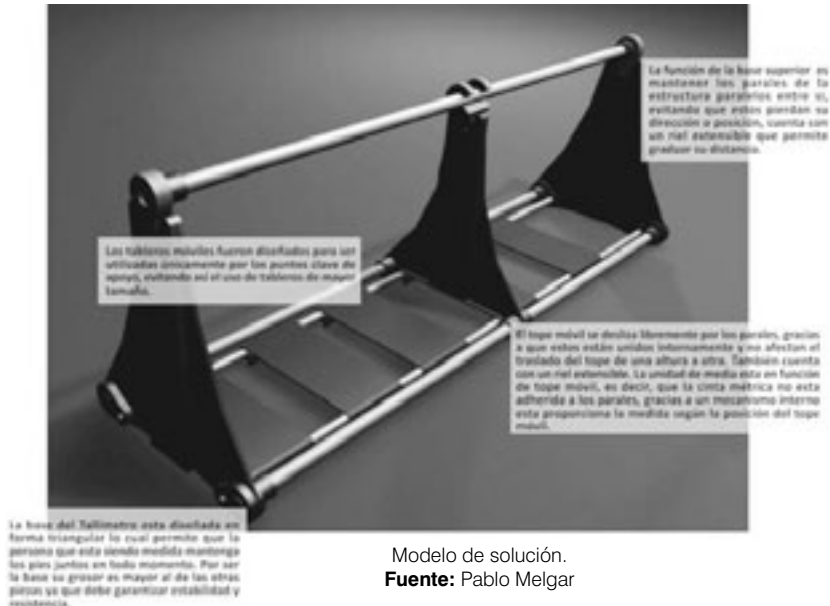 La función de la base superior es
mantener los parales de la
estructura paralelos entre si,
evitando que estos pierdan su
dirección o posición, cuenta con
un riel extensible que permite
graduar su distancia.
Los tableros móviles fueron diseñados para ser
utilizadas únicamente por los puntos clave de
apoyo, evitando así el uso de tableros de mayor
tamaño.
El tope móvil se desliza libremente por los parales, gracias
a que estos están unidos internamente y no afectan el
traslado del tope de una altura a otra. También cuenta
con un riel extensible. La unidad de media esta en función
de tope móvil, es decir, que la cinta métrica no esta
adherida a los parales, gracias a un mecanismo interno
esta proporciona la medida según la posición del tope
móvil.
La base del Tallimetro esta diseñada en
forma triangular lo cual permite que la
persona que esta siendo medida mantenga
los pies juntos en todo momento. Por ser
la base su grosor es mayor al de las otras
piezas ya que debe garantizar estabilidad y
resistencia.
Modelo de solución.
Fuente: Pablo Melgar